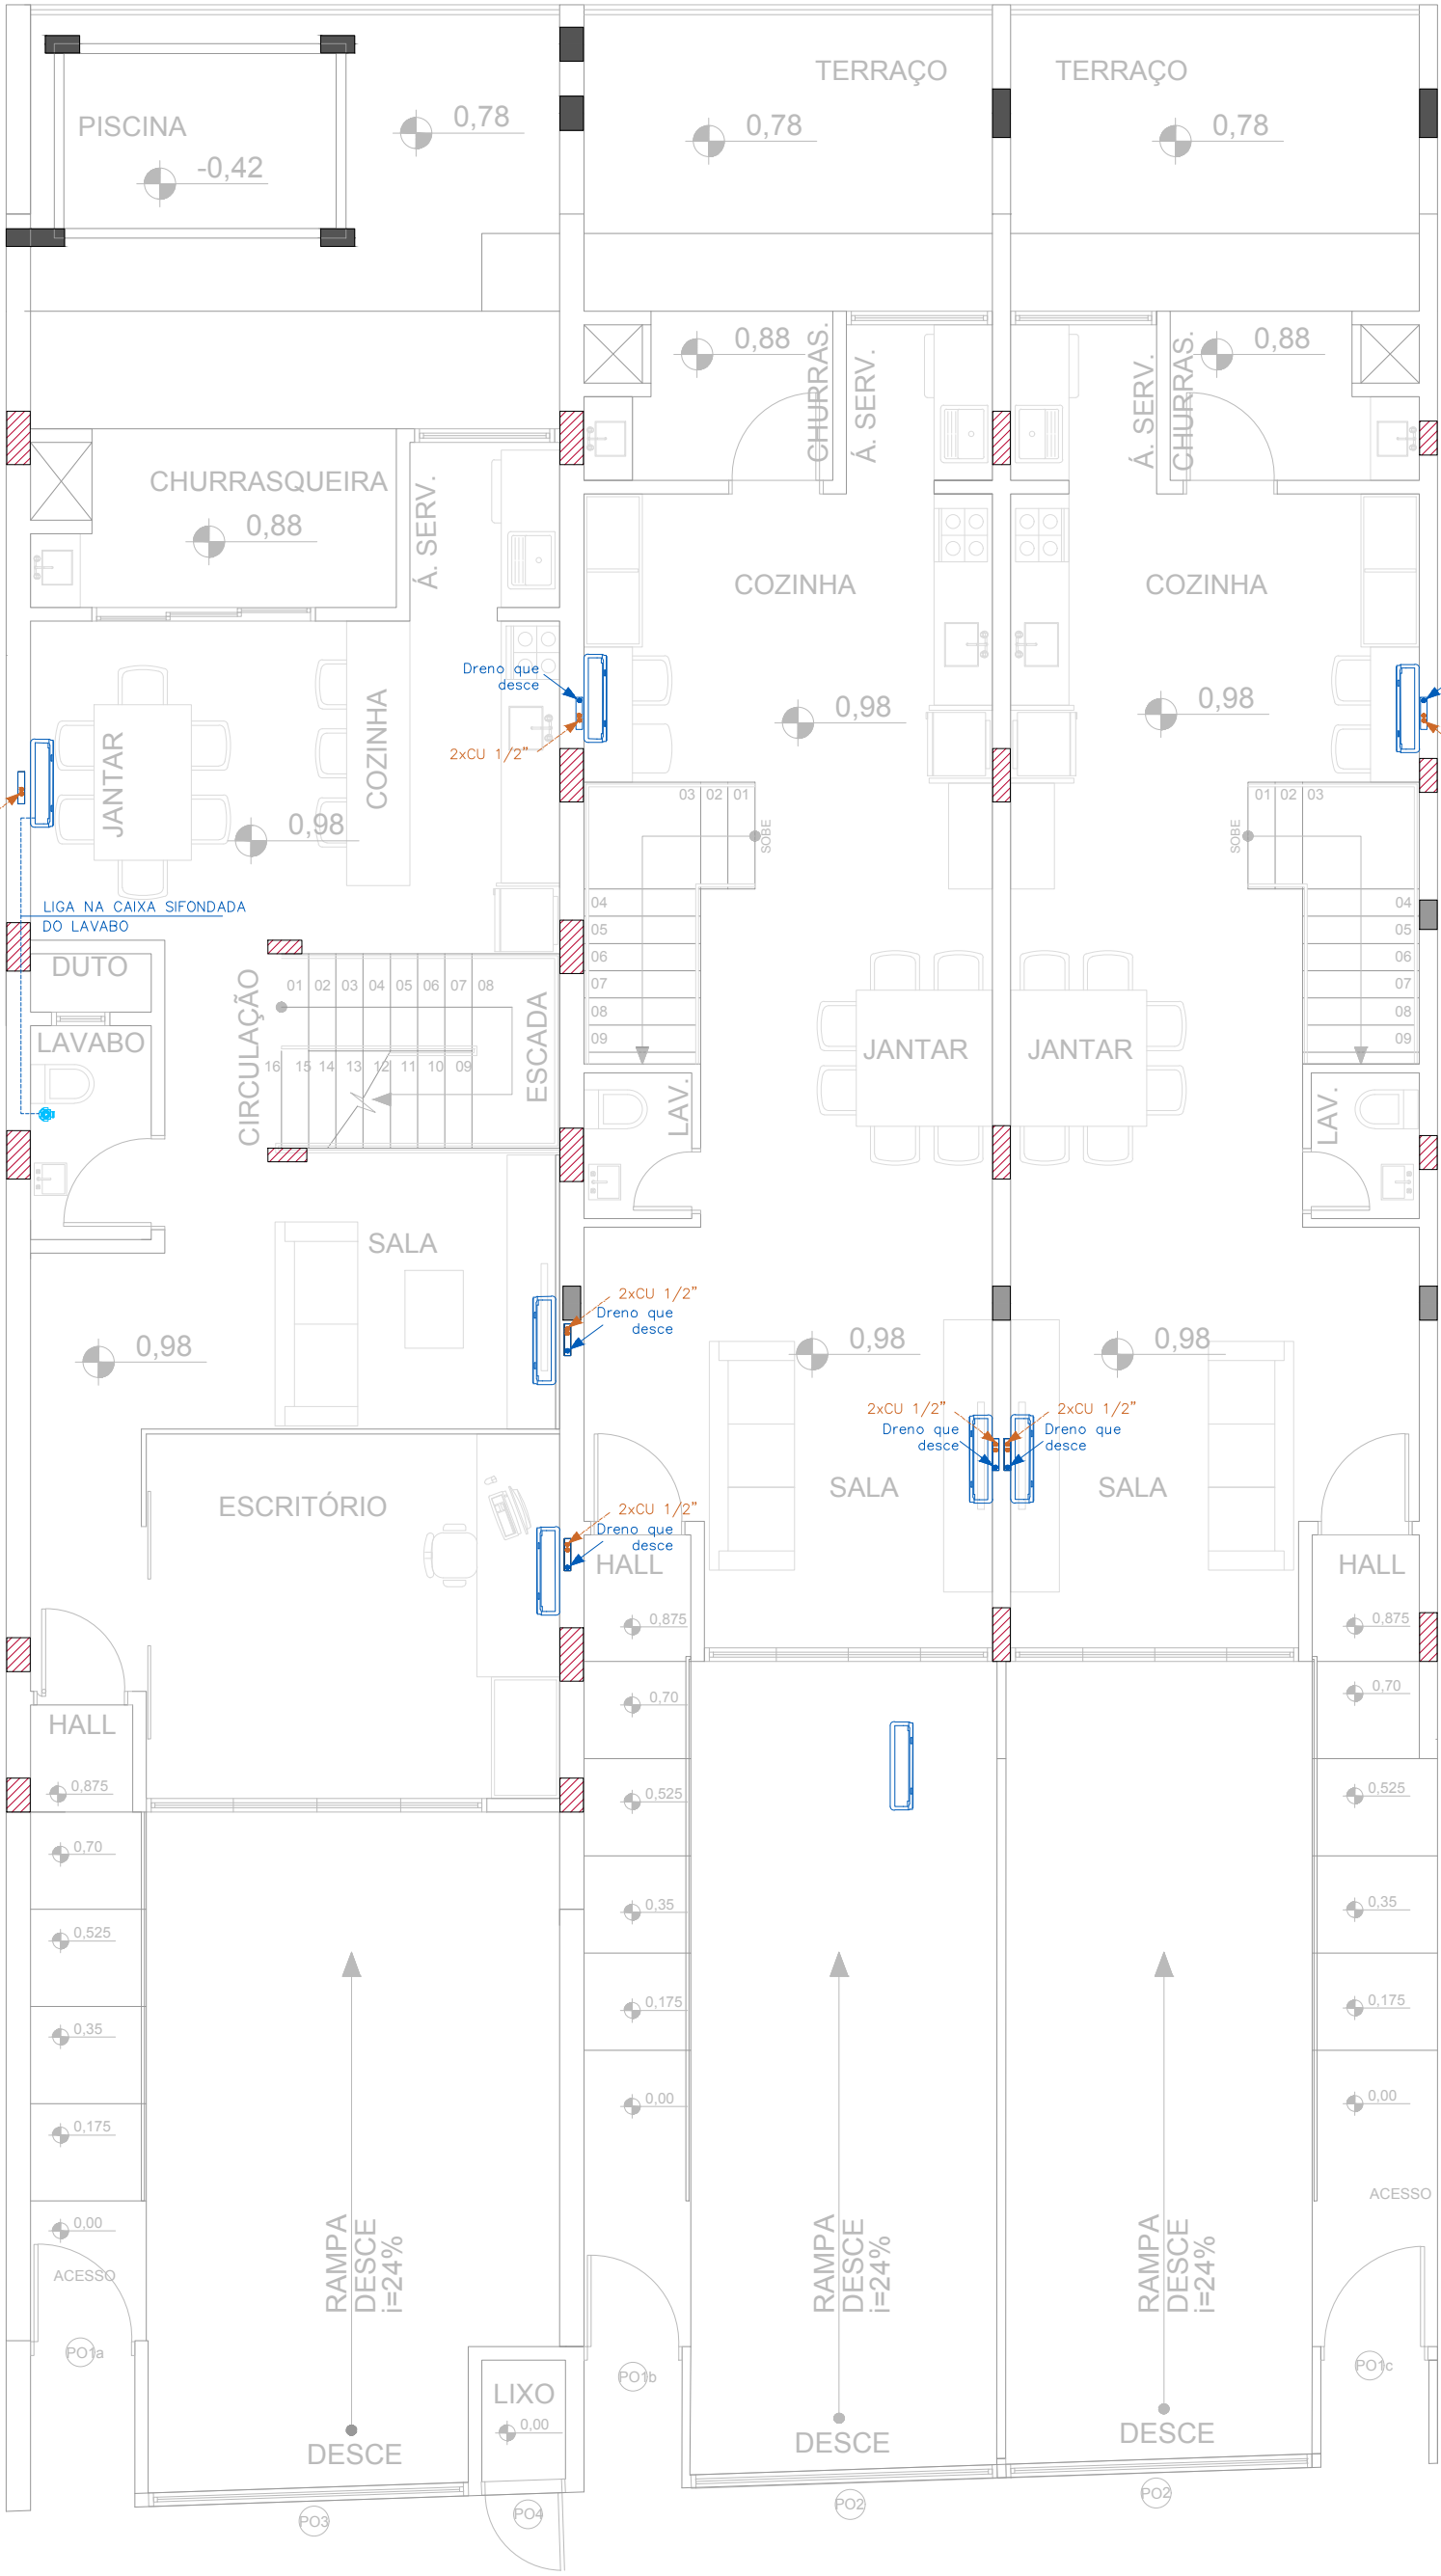 TERRAÇO
TERRAÇO
PISCINA
0,78
0,78
0,78
-0,42
0,88
0,88
CHURRAS.
Á. SERV.
Á. SERV.
CHURRAS.
CHURRASQUEIRA
0,88
Á. SERV.
COZINHA
COZINHA
Dreno que
desce
2xCU 1/2"
0,98
0,98
JANTAR
COZINHA
0,98
03
02
01
SOBE
01
02
03
SOBE
LIGA NA CAIXA SIFONDADA
DO LAVABO
04
05
06
07
08
09
04
05
06
07
08
09
DUTO
LAVABO
CIRCULAÇÃO
01
02
03
04
05
06
07
08
16
15
14
13
12
11
10
09
ESCADA
JANTAR
JANTAR
LAV.
LAV.
SALA
2xCU 1/2"
Dreno que
desce
0,98
0,98
0,98
2xCU 1/2"
Dreno que
desce
2xCU 1/2"
Dreno que
desce
SALA
SALA
ESCRITÓRIO
2xCU 1/2"
Dreno que
desce
HALL
HALL
0,875
0,875
HALL
0,70
0,70
0,875
0,525
0,525
0,70
0,35
0,35
0,525
0,175
0,175
0,35
0,00
0,00
0,175
ACESSO
0,00
ACESSO
RAMPA
DESCE
i=24%
RAMPA
DESCE
i=24%
RAMPA
DESCE
i=24%
PO1a
PO1b
PO1c
LIXO
0,00
DESCE
DESCE
DESCE
PO3
PO4
PO2
PO2